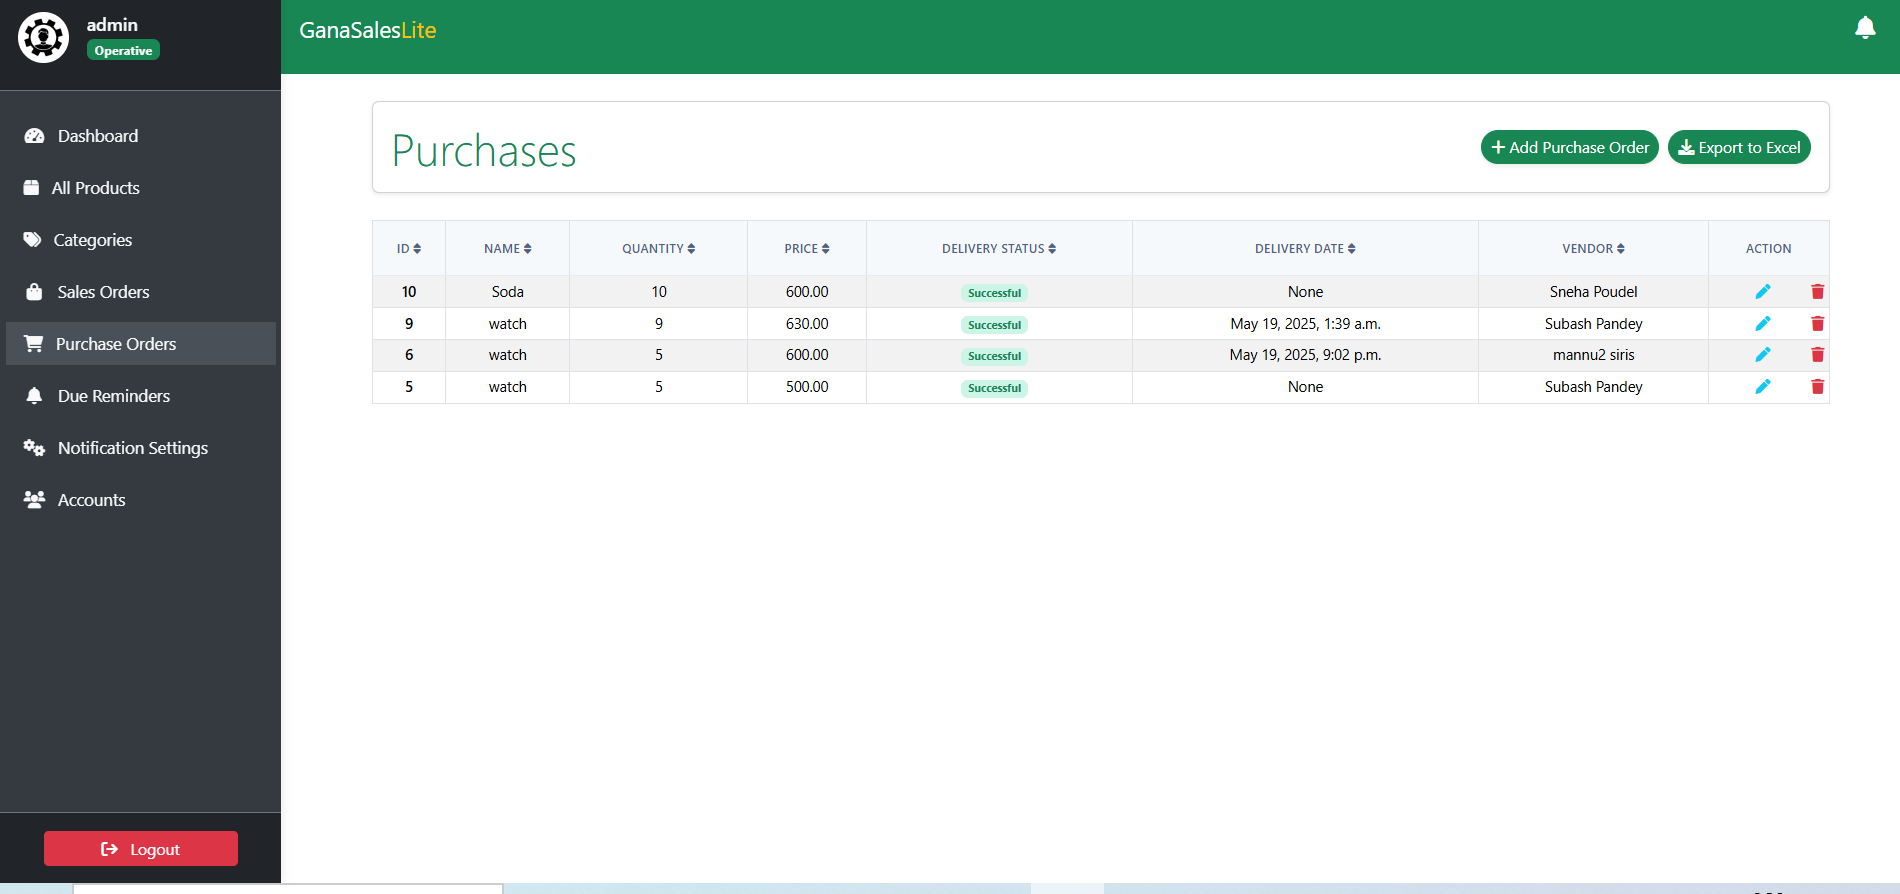 admin
Operative
GanaSalesLite
Dashboard
All Products
Categories
Sales Orders
Purchase Orders
Due Reminders
Notification Settings
Accounts
Logout
Purchases
Add Purchase Order
Export to Excel
ID NAME QUANTITY PRICE DELIVERY STATUS DELIVERY DATE VENDOR ACTION
10 Soda 10 600.00 Successful None Sneha Poudel
9 watch 9 630.00 Successful May 19, 2025, 1:39 a.m. Subash Pandey
6 watch 5 600.00 Successful May 19, 2025, 9:02 p.m. mannu2 siris
5 watch 5 500.00 Successful None Subash Pandey